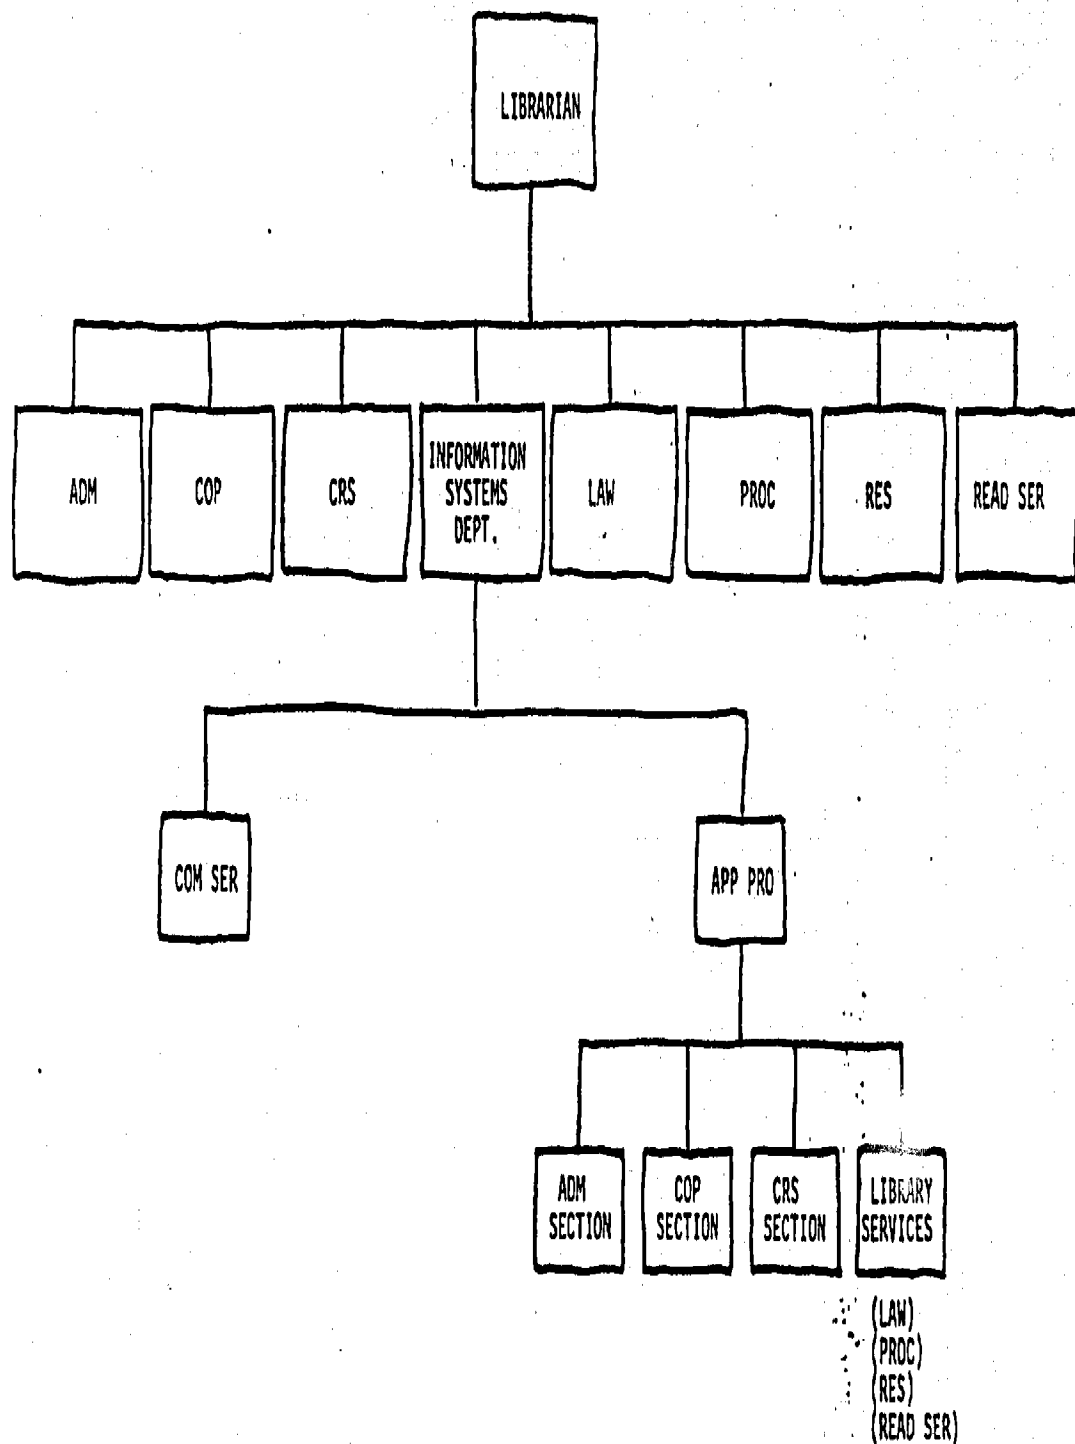 LIBRARIAN
ADM
COP
CRS
INFORMATION
SYSTEMS
DEPT.
LAW
PROC
RES
READ SER
COM SER
APP PRO
ADM
SECTION
COP
SECTION
CRS
SECTION
LIBRARY
SERVICES
(LAW)
(PROC)
(RES)
(READ SER)